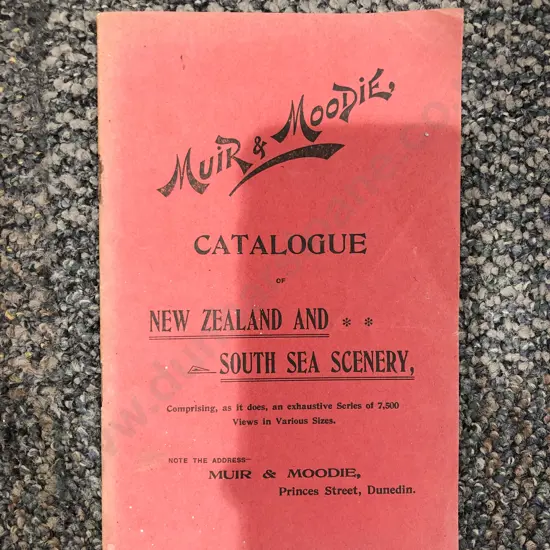 MUIR & MOODIE,
CATALOGUE
OF
NEW ZEALAND AND * *
SOUTH SEA SCENERY,
Comprising, as it does, an exhaustive Series of 7,500
Views in Various Sizes.
NOTE THE ADDRESS—
MUIR & MOODIE,
Princes Street, Dunedin.